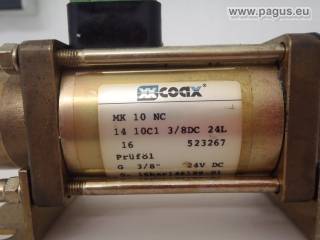 www.pagus.eu
coax®
MK 10 NC
14 10C1 3/8DC 24L
16 523267
Prüföl
G 3/8" 24V DC